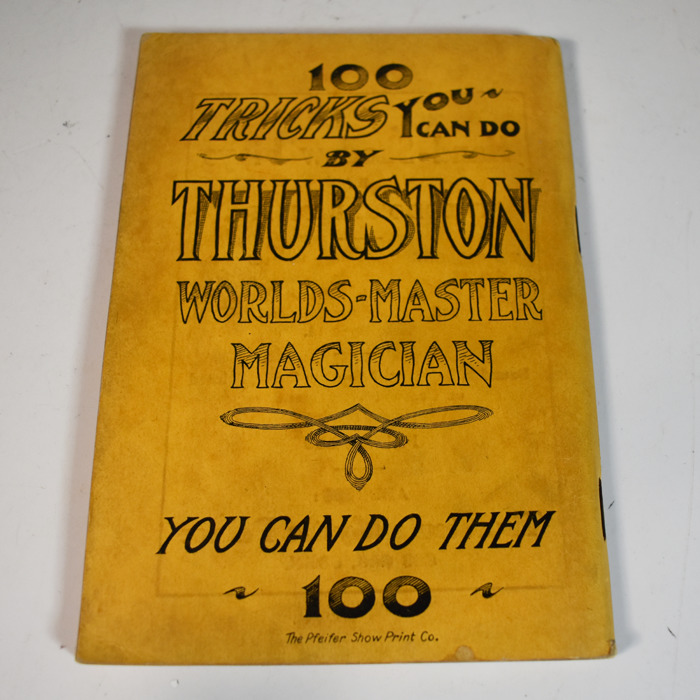 100
TRICKS YOU CAN DO
BY
THURSTON
WORLDS-MASTER
MAGICIAN
YOU CAN DO THEM
100
The Pfeifer Show Print Co.